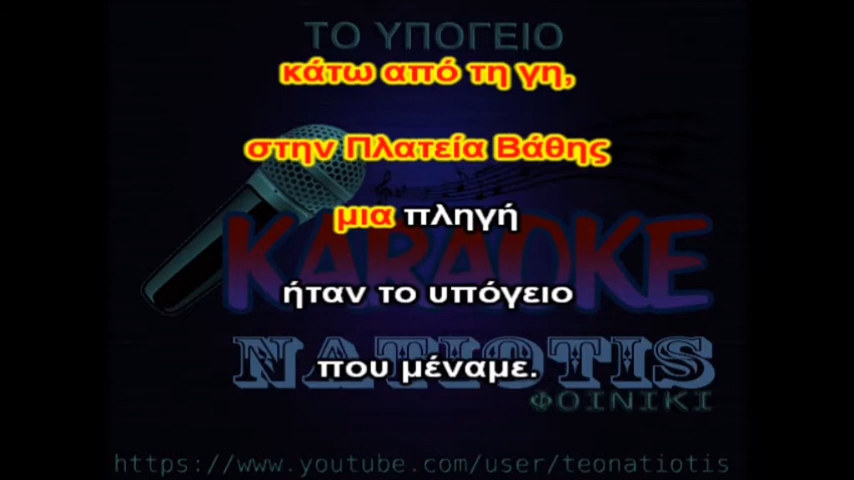 ΤΟ ΥΠΟΓΕΙΟ
κάτω από τη γη,
στην Πλατεία Βάθης
μια πληγή
KARAOKE
ήταν το υπόγειο
NATIOTIS
που μέναμε.
ΦΟΙΝΙΚΙ
https://www.youtube.com/user/teonatiotis